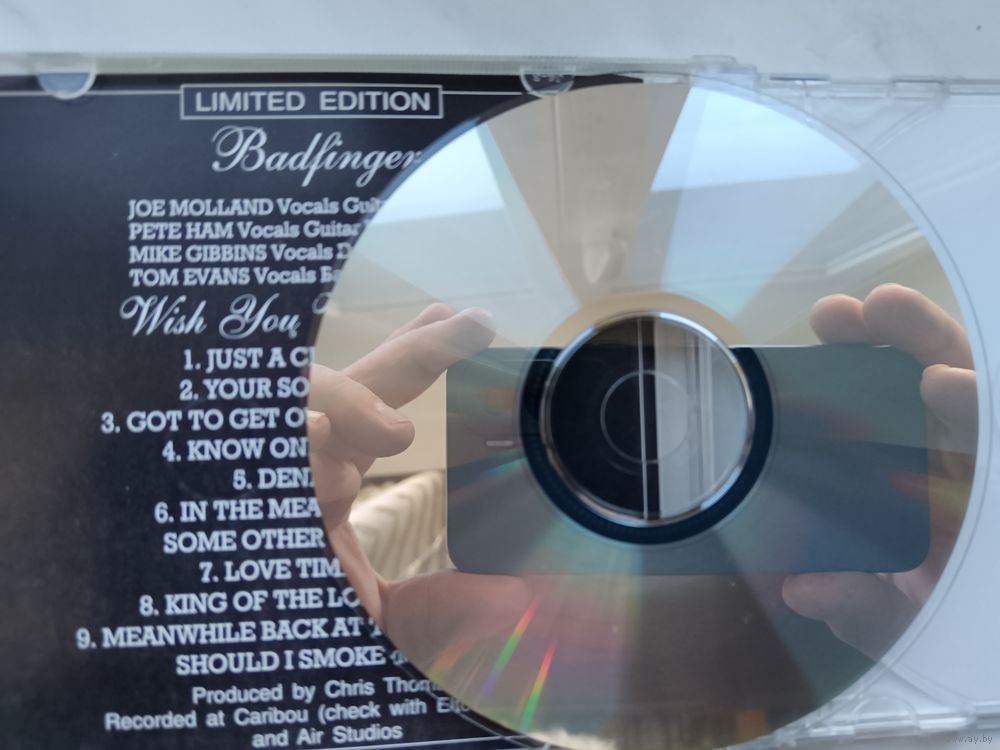 LIMITED EDITION
Badfinger
JOE MOLLAND Vocals
PETE HAM Vocals Guitar
MIKE GIBBINS Vocals
TOM EVANS Vocals
Wish You
1. JUST A
2. YOUR
3. GOT TO GET
4. KNOW
5.
6. IN THE
SOME OTHER
7. LOVE
8. KING OF THE
9. MEANWHILE BACK AT
SHOULD I SMOKE
Produced by Chris
Recorded at Caribou (check with
and Air Studios
www.ay.by